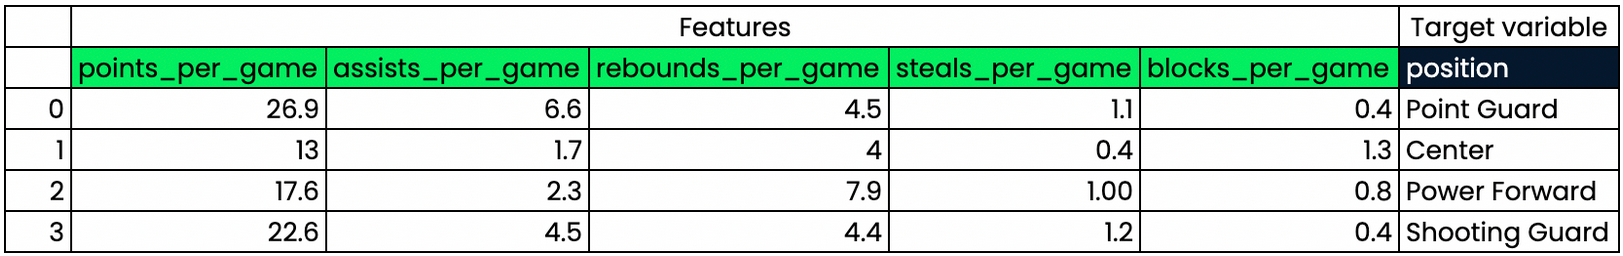 Features Target variable
points_per_game assists_per_game rebounds_per_game steals_per_game blocks_per_game position
0 26.9 6.6 4.5 1.1 0.4 Point Guard
1 13 1.7 4 0.4 1.3 Center
2 17.6 2.3 7.9 1.00 0.8 Power Forward
3 22.6 4.5 4.4 1.2 0.4 Shooting Guard